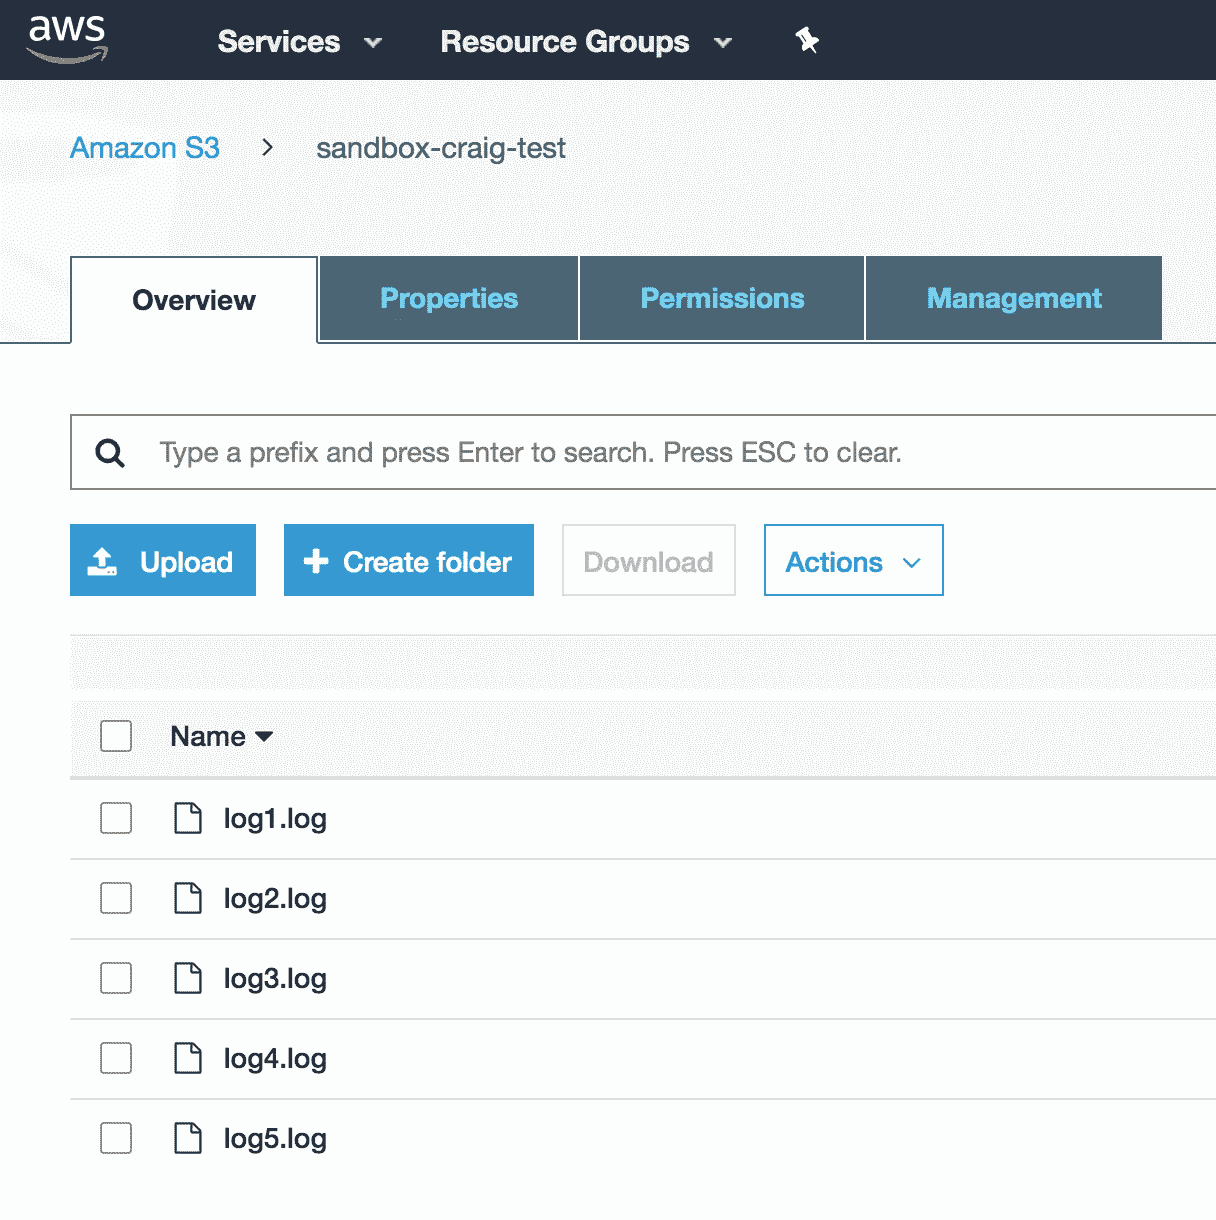 aws Services Resource Groups
Amazon S3 > sandbox-craig-test
Overview Properties Permissions Management
Type a prefix and press Enter to search. Press ESC to clear.
Upload + Create folder Download Actions
Name
log1.log
log2.log
log3.log
log4.log
log5.log